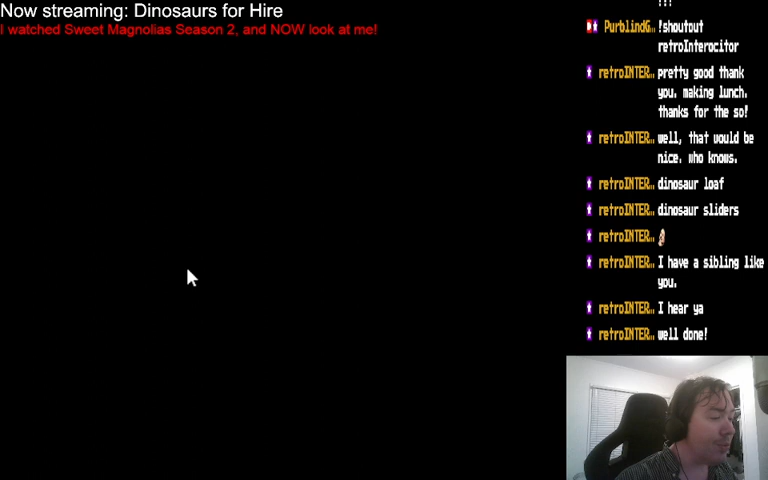 Now streaming: Dinosaurs for Hire
I watched Sweet Magnolias Season 2, and NOW look at me!
!!!
PurblindG… !shoutout
retroInterocitor
retroINTER… pretty good thank
you. making lunch.
thanks for the so!
retroINTER… well, that would be
nice. who knows.
retroINTER… dinosaur loaf
retroINTER… dinosaur sliders
retroINTER…
retroINTER… I have a sibling like
you.
retroINTER… I hear ya
retroINTER… well done!